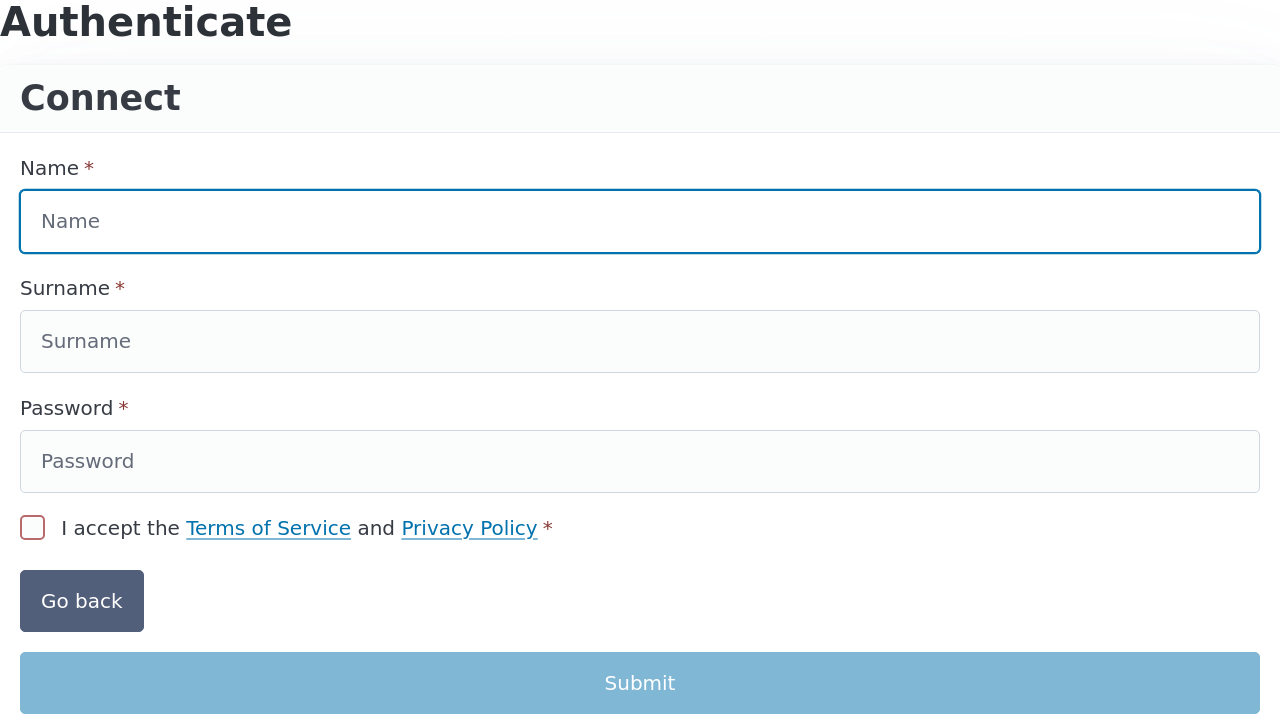 Authenticate
Connect
Name *
Name
Surname *
Surname
Password *
Password
I accept the Terms of Service and Privacy Policy *
Go back
Submit